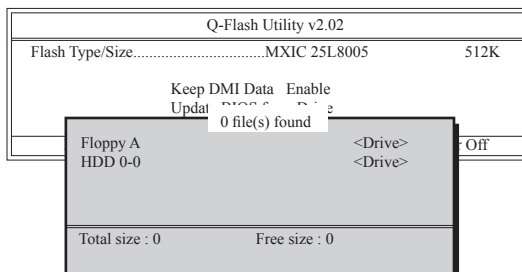 Q-Flash Utility v2.02
Flash Type/Size.................................MXIC 25L8005 512K
Keep DMI Data Enable
0 file(s) found
Floppy A <Drive>
HDD 0-0 <Drive>
Off
Total size : 0 Free size : 0